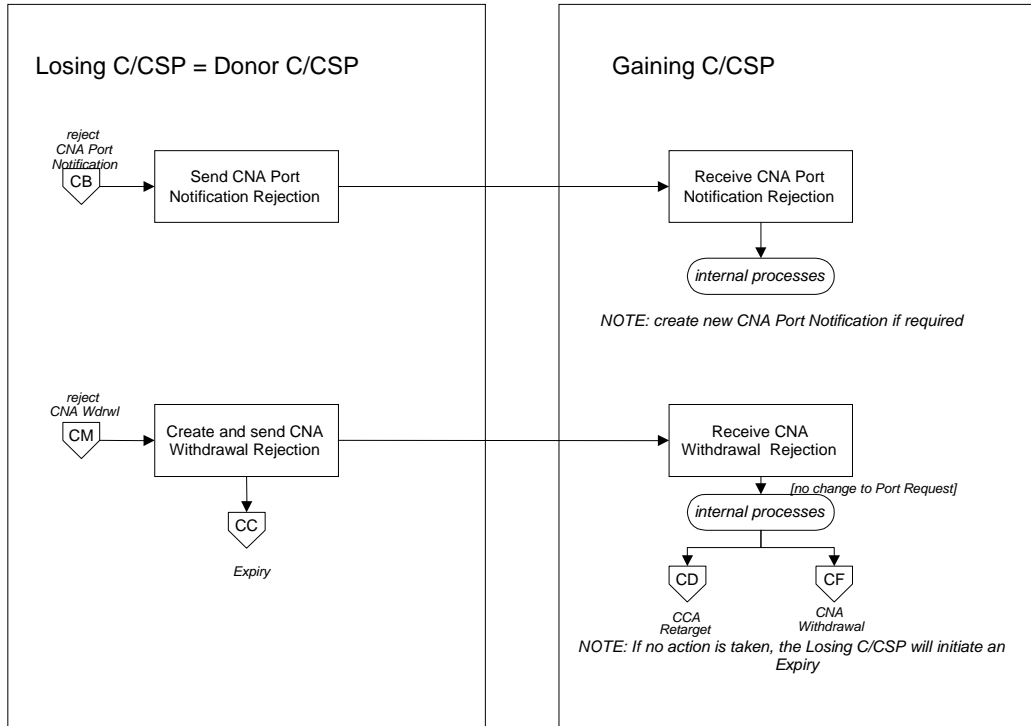 Losing C/CSP = Donor C/CSP
Gaining C/CSP
reject
CNA Port
Notification
CB
Send CNA Port
Notification Rejection
Receive CNA Port
Notification Rejection
internal processes
NOTE: create new CNA Port Notification if required
reject
CNA Wdrwl
CM
Create and send CNA
Withdrawal Rejection
Receive CNA
Withdrawal Rejection
[no change to Port Request]
internal processes
CC
Expiry
CD
CF
CCA
Retarget
CNA
Withdrawal
NOTE: If no action is taken, the Losing C/CSP will initiate an
Expiry